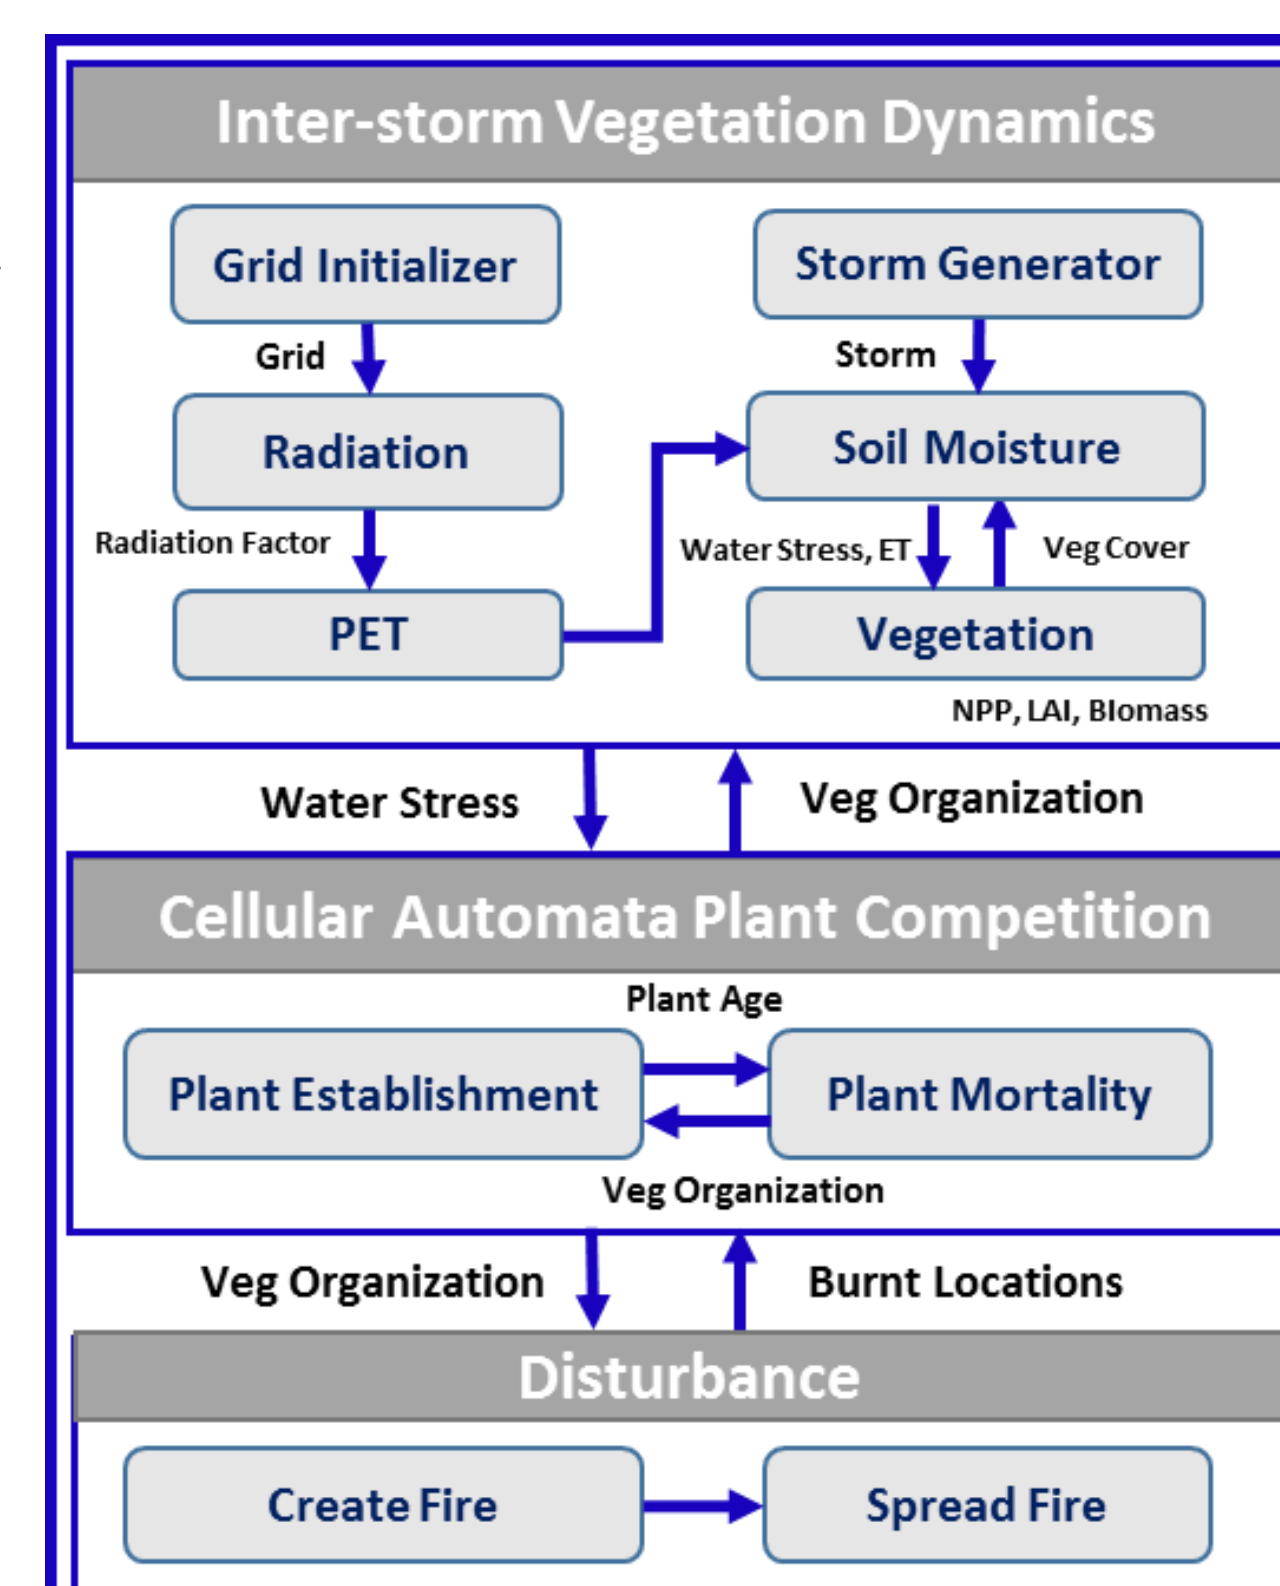 Inter-storm Vegetation Dynamics
Grid Initializer
Storm Generator
Grid
Storm
Radiation
Soil Moisture
Radiation Factor
Water Stress, ET
Veg Cover
PET
Vegetation
NPP, LAI, BIomass
Water Stress
Veg Organization
Cellular Automata Plant Competition
Plant Age
Plant Establishment
Plant Mortality
Veg Organization
Veg Organization
Burnt Locations
Disturbance
Create Fire
Spread Fire